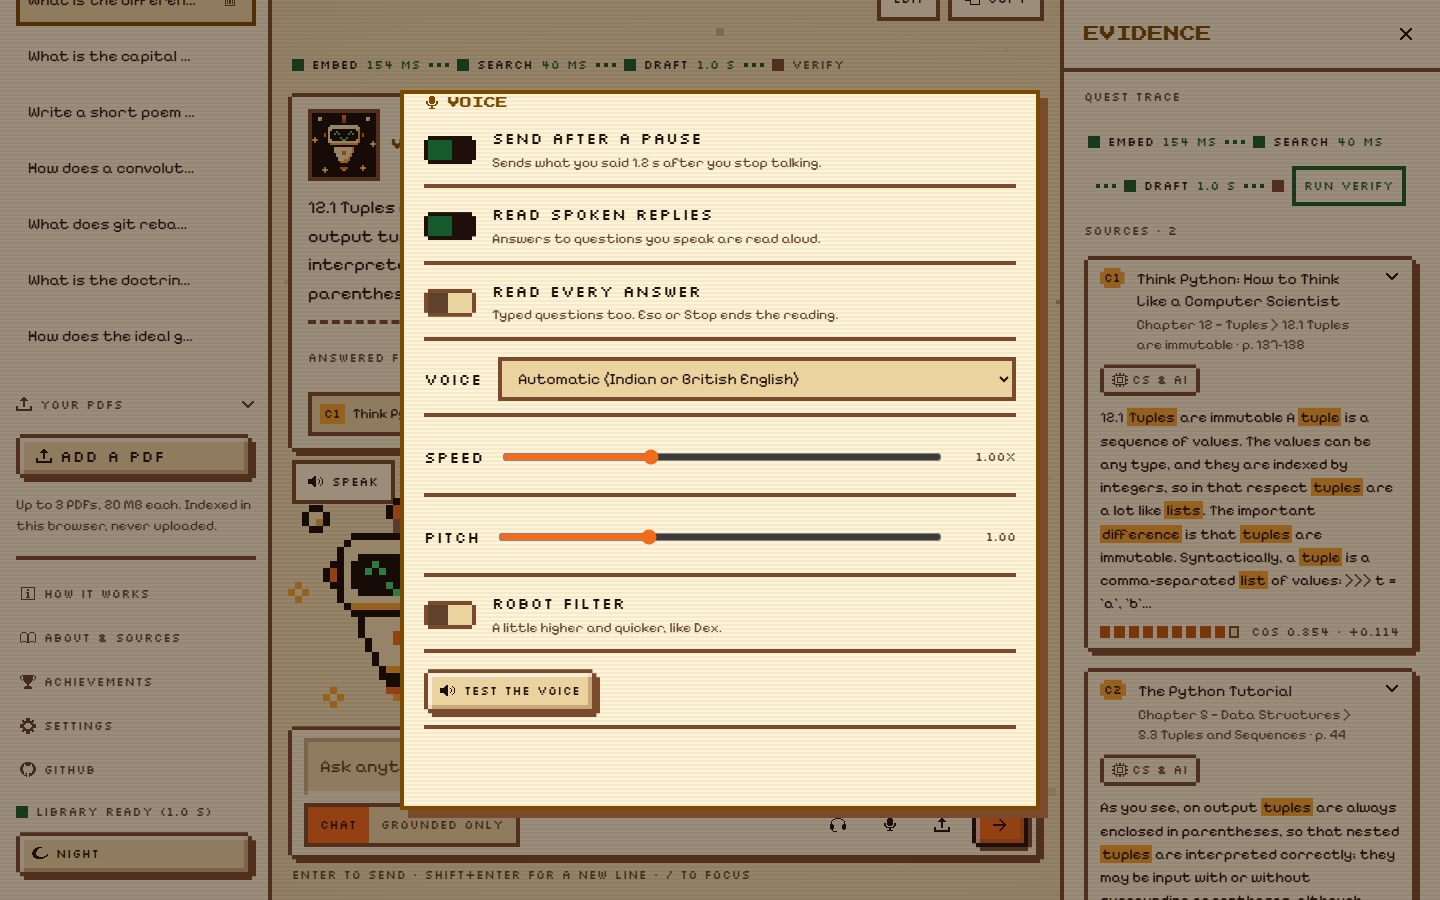 What is the differen...
What is the capital ...
Write a short poem ...
How does a convolut...
What does git reba...
What is the doctrin...
How does the ideal g...
YOUR PDFS
ADD A PDF
Up to 3 PDFs, 20 MB each. Indexed in
this browser, never uploaded.
HOW IT WORKS
ABOUT & SOURCES
ACHIEVEMENTS
SETTINGS
GITHUB
LIBRARY READY (1.0 S)
NIGHT
EMBED 154 MS SEARCH 40 MS DRAFT 1.0 S VERIFY
12.1 Tuples
output tu
interprete
parenthes
ANSWERED F
C1 Think P
SPEAK
Ask anyt
CHAT GROUNDED ONLY
ENTER TO SEND · SHIFT+ENTER FOR A NEW LINE · / TO FOCUS
VOICE
SEND AFTER A PAUSE
Sends what you said 1.2 s after you stop talking.
READ SPOKEN REPLIES
Answers to questions you speak are read aloud.
READ EVERY ANSWER
Typed questions too. Esc or Stop ends the reading.
VOICE Automatic (Indian or British English)
SPEED 1.00X
PITCH 1.00
ROBOT FILTER
A little higher and quicker, like Dex.
TEST THE VOICE
EVIDENCE
QUEST TRACE
EMBED 154 MS SEARCH 40 MS
DRAFT 1.0 S RUN VERIFY
SOURCES · 2
C1 Think Python: How to Think
Like a Computer Scientist
Chapter 12 - Tuples > 12.1 Tuples
are immutable · p. 137-138
CS & AI
12.1 Tuples are immutable A tuple is a
sequence of values. The values can be
any type, and they are indexed by
integers, so in that respect tuples are
a lot like lists. The important
difference is that tuples are
immutable. Syntactically, a tuple is a
comma-separated list of values: >>> t =
'a', 'b'...
COS 0.854 · +0.114
C2 The Python Tutorial
Chapter 5 - Data Structures >
5.3 Tuples and Sequences · p. 44
CS & AI
As you see, on output tuples are always
enclosed in parentheses, so that nested
tuples are interpreted correctly; they
may be input with or without
surrounding parentheses, although